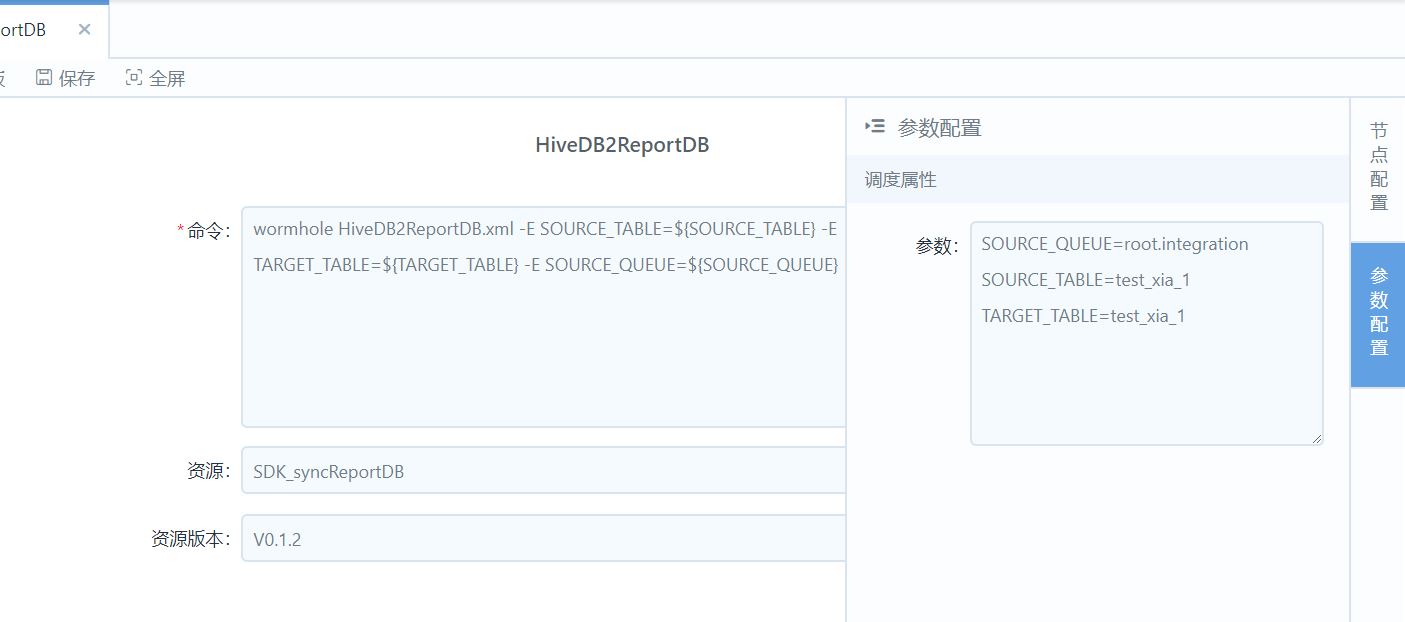 ortDB
保存 全屏
HiveDB2ReportDB
*命令:
wormhole HiveDB2ReportDB.xml -E SOURCE_TABLE=${SOURCE_TABLE} -E
TARGET_TABLE=${TARGET_TABLE} -E SOURCE_QUEUE=${SOURCE_QUEUE}
资源: SDK_syncReportDB
资源版本: V0.1.2
参数配置
调度属性
参数: SOURCE_QUEUE=root.integration
SOURCE_TABLE=test_xia_1
TARGET_TABLE=test_xia_1
节点配置
参数配置